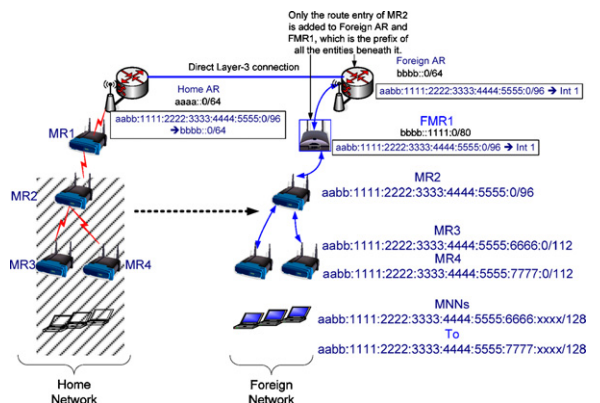 Only the route entry of MR2
is added to Foreign AR and
FMR1, which is the prefix of
all the entities beneath it.
Direct Layer-3 connection
Foreign AR
bbbb::0/64
Home AR
aaaa::0/64
aabb:1111:2222:3333:4444:5555:0/96 → Int 1
aabb:1111:2222:3333:4444:5555:0/96
→bbbb::0/64
FMR1
bbbb::1111:0/80
MR1
aabb:1111:2222:3333:4444:5555:0/96 → Int 1
MR2
MR2
aabb:1111:2222:3333:4444:5555:0/96
MR3
aabb:1111:2222:3333:4444:5555:6666:0/112
MR3
MR4
MR4
aabb:1111:2222:3333:4444:5555:7777:0/112
MNNs
aabb:1111:2222:3333:4444:5555:6666:xxxx/128
To
aabb:1111:2222:3333:4444:5555:7777:xxxx/128
Home
Network
Foreign
Network